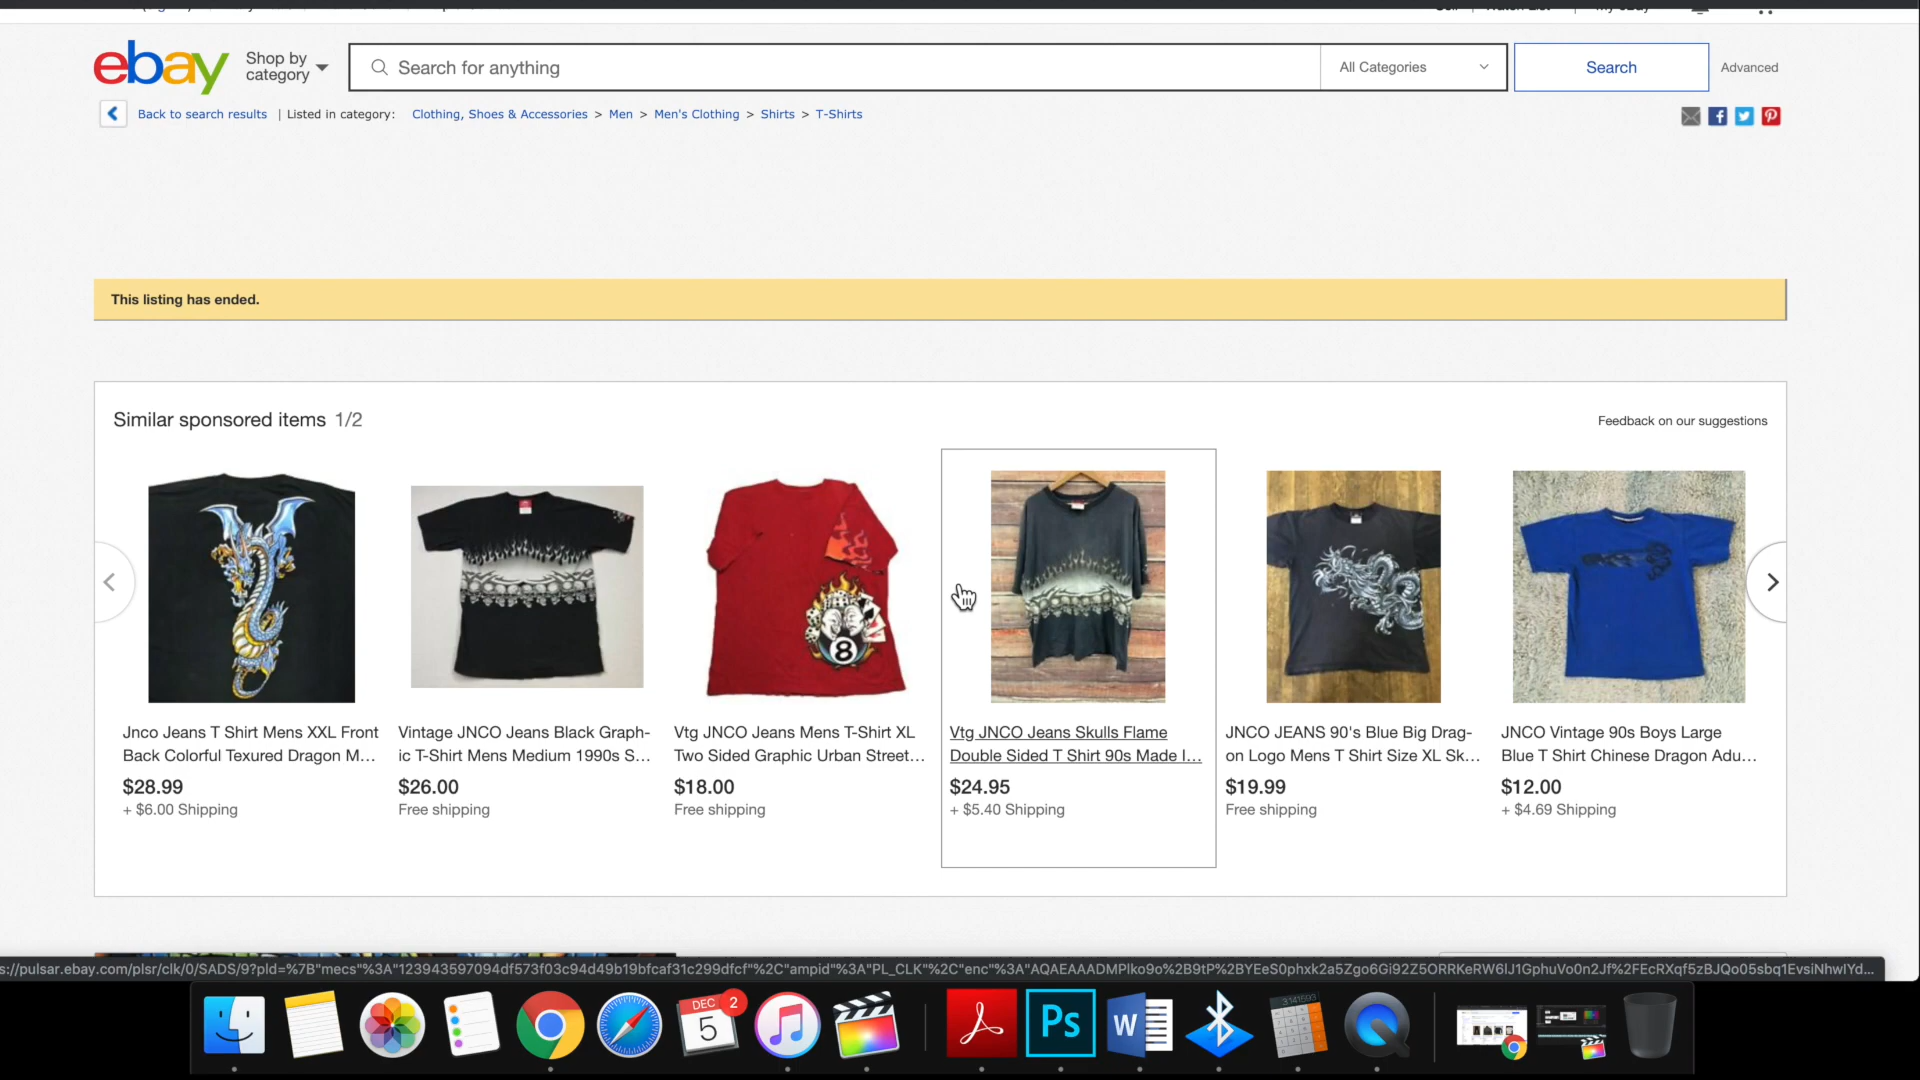 ebay
Shop by
category
Search for anything
All Categories
Search
Advanced
Back to search results | Listed in category: Clothing, Shoes & Accessories > Men > Men's Clothing > Shirts > T-Shirts
This listing has ended.
Similar sponsored items 1/2
Feedback on our suggestions
8
Jnco Jeans T Shirt Mens XXL Front
Back Colorful Texured Dragon M...
$28.99
+ $6.00 Shipping
Vintage JNCO Jeans Black Graph-
ic T-Shirt Mens Medium 1990s S...
$26.00
Free shipping
Vtg JNCO Jeans Mens T-Shirt XL
Two Sided Graphic Urban Street...
$18.00
Free shipping
Vtg JNCO Jeans Skulls Flame
Double Sided T Shirt 90s Made I...
$24.95
+ $5.40 Shipping
JNCO JEANS 90's Blue Big Drag-
on Logo Mens T Shirt Size XL Sk...
$19.99
Free shipping
JNCO Vintage 90s Boys Large
Blue T Shirt Chinese Dragon Adu...
$12.00
+ $4.69 Shipping
DEC
2
5
Ps
W
3.141593